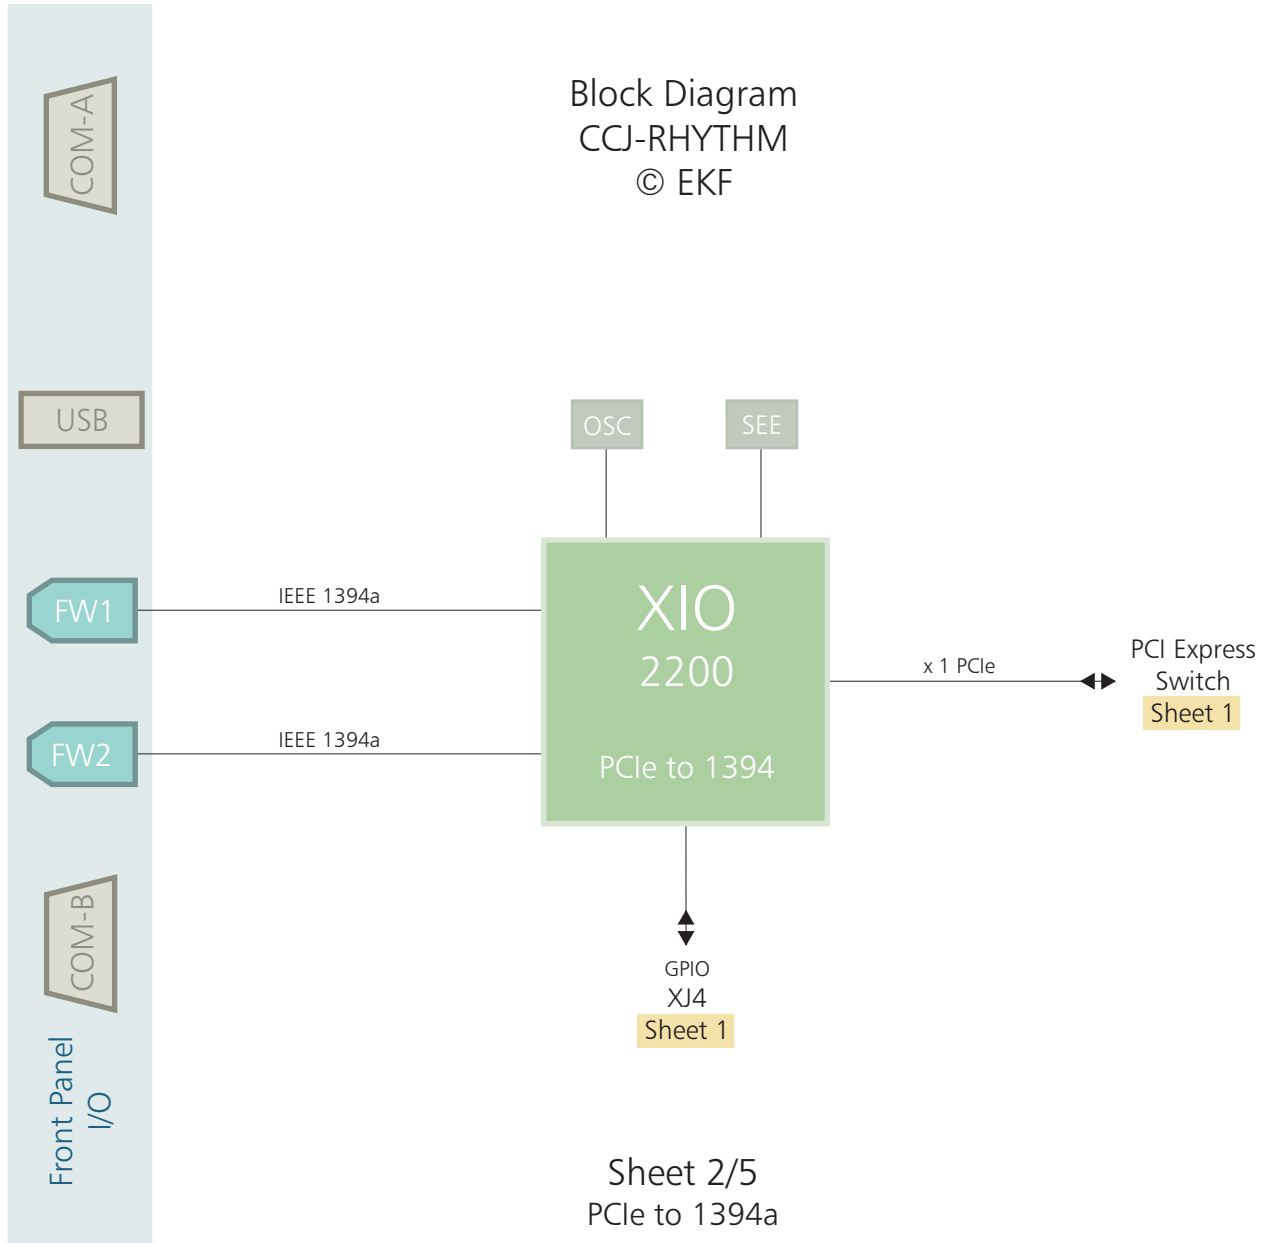 Block Diagram
CCJ-RHYTHM
© EKF
COM-A
USB
OSC
SEE
FW1
IEEE 1394a
XIO
2200
PCIe to 1394
x 1 PCIe
PCI Express
Switch
Sheet 1
FW2
IEEE 1394a
COM-B
GPIO
XJ4
Sheet 1
Front Panel
I/O
Sheet 2/5
PCIe to 1394a